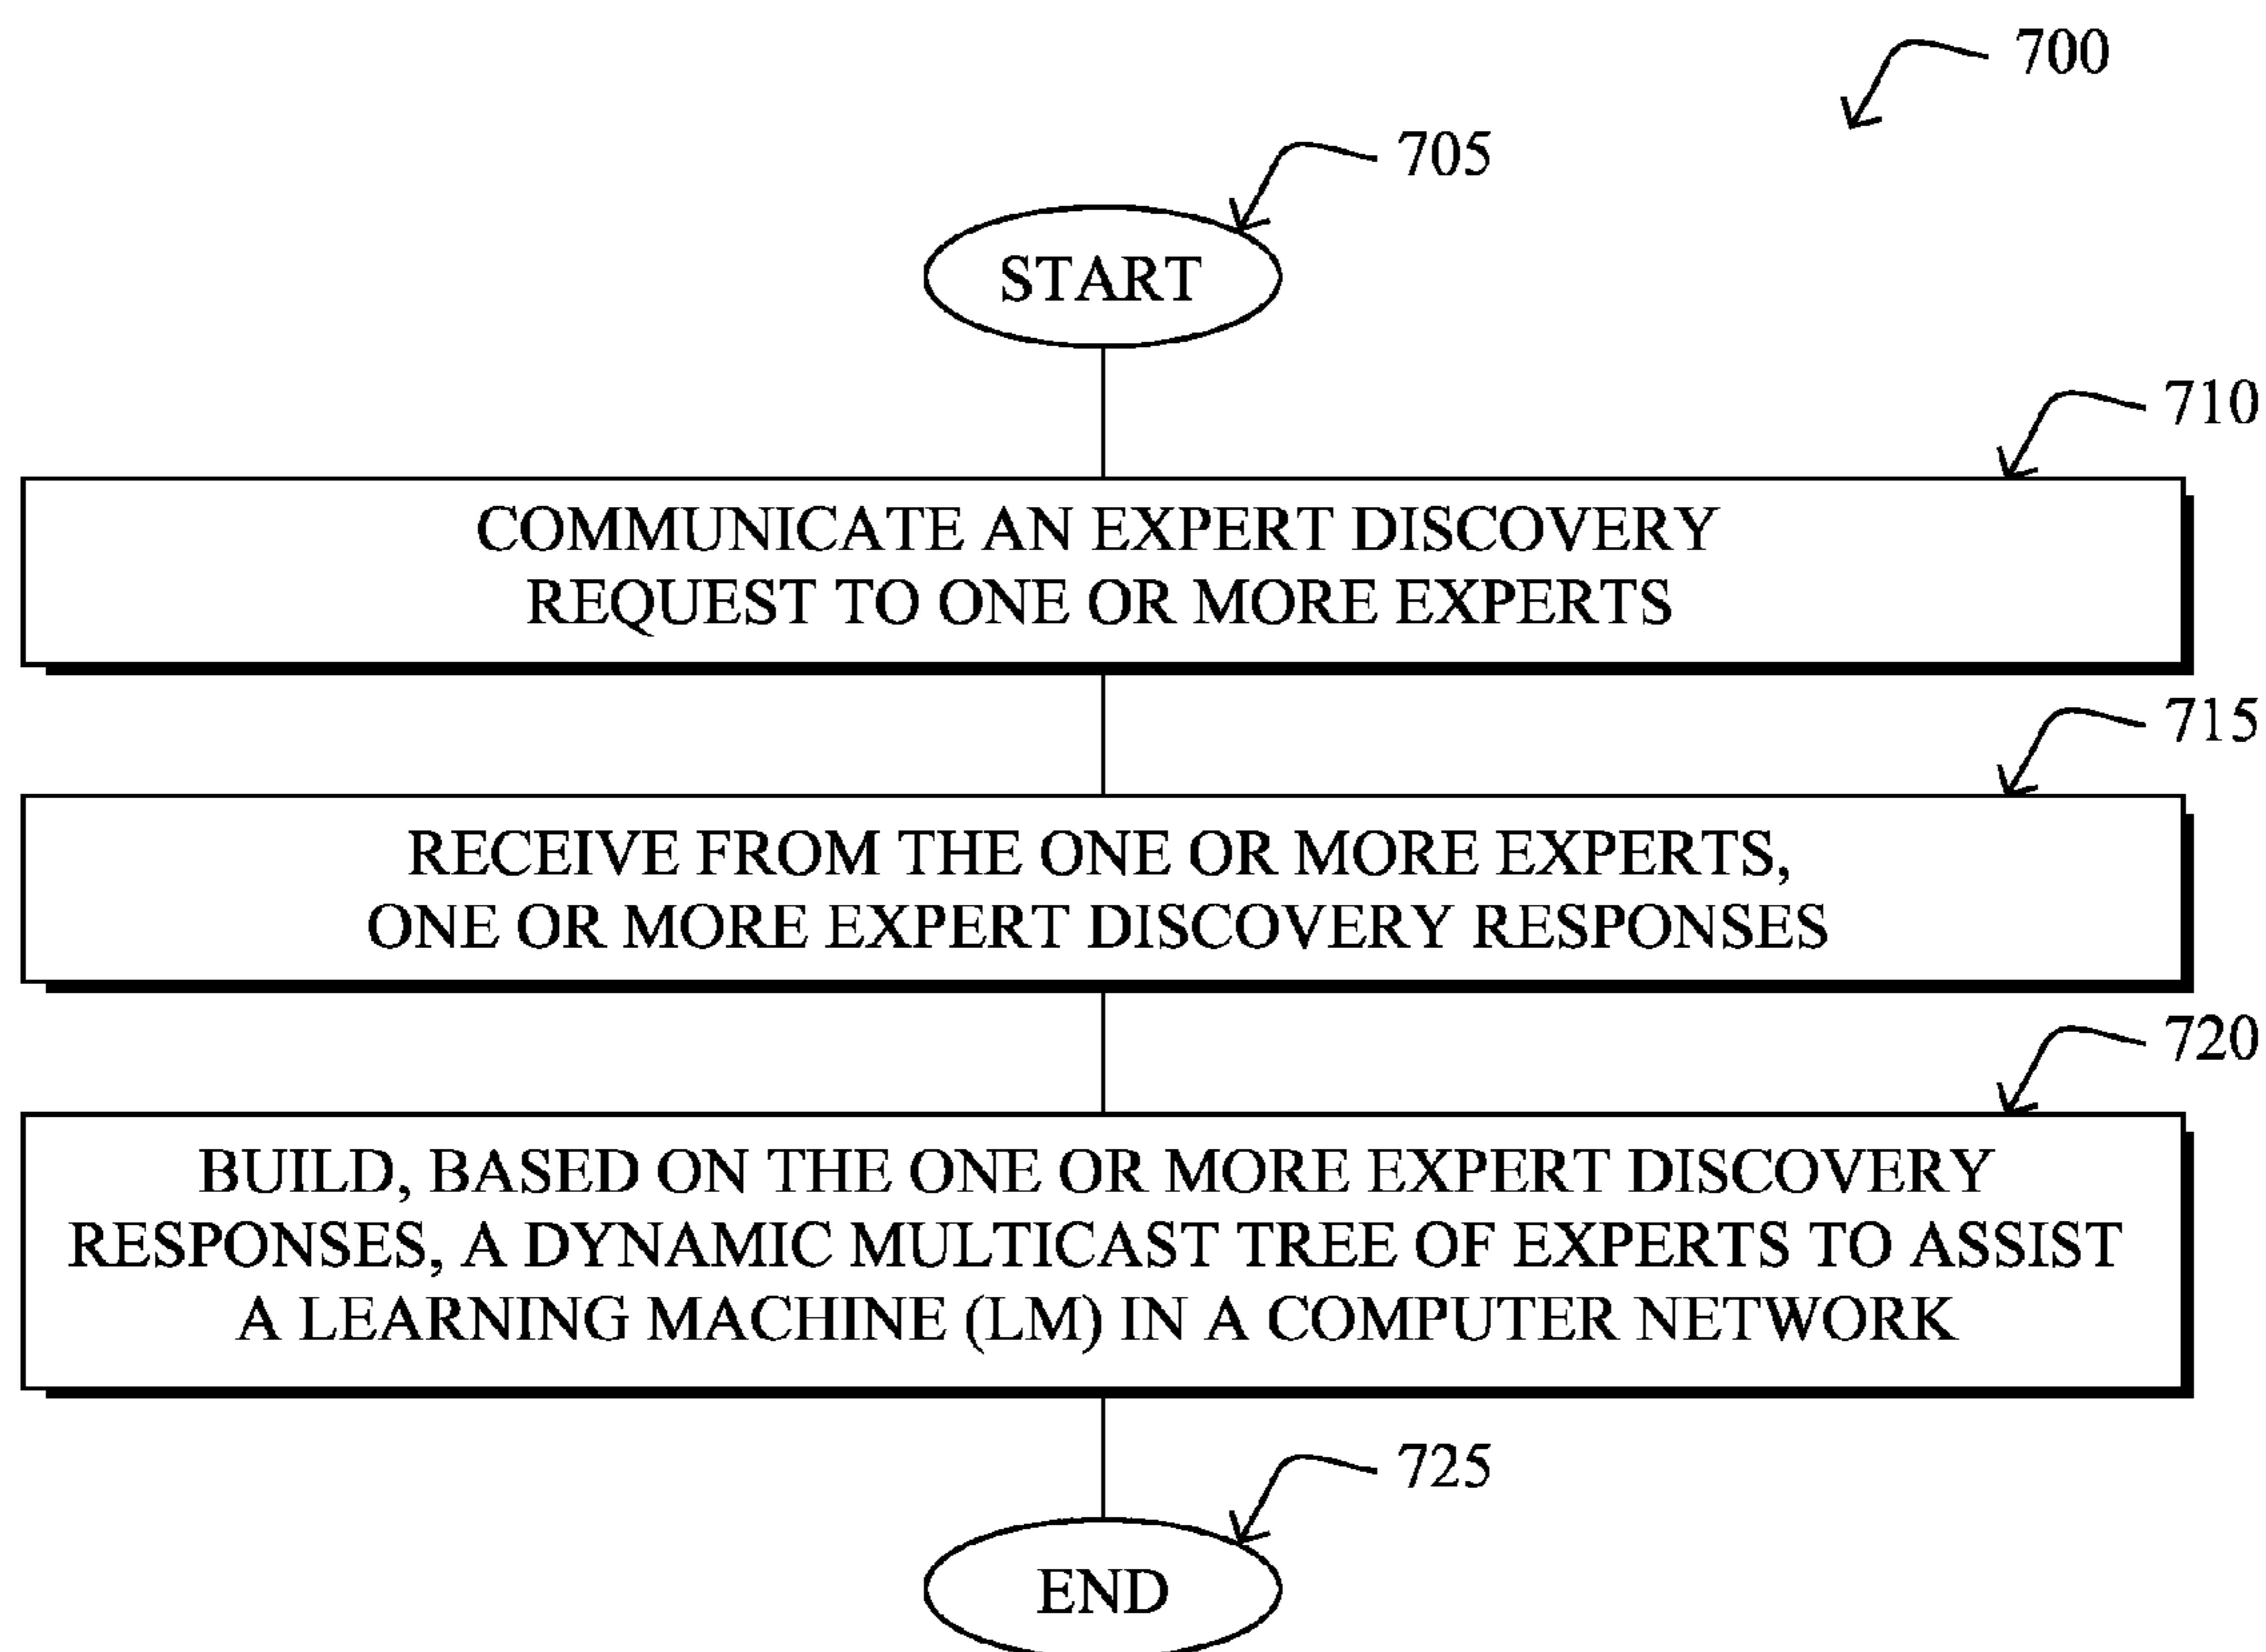 700
705
START
710
COMMUNICATE AN EXPERT DISCOVERY
REQUEST TO ONE OR MORE EXPERTS
715
RECEIVE FROM THE ONE OR MORE EXPERTS,
ONE OR MORE EXPERT DISCOVERY RESPONSES
720
BUILD, BASED ON THE ONE OR MORE EXPERT DISCOVERY
RESPONSES, A DYNAMIC MULTICAST TREE OF EXPERTS TO ASSIST
A LEARNING MACHINE (LM) IN A COMPUTER NETWORK
725
END